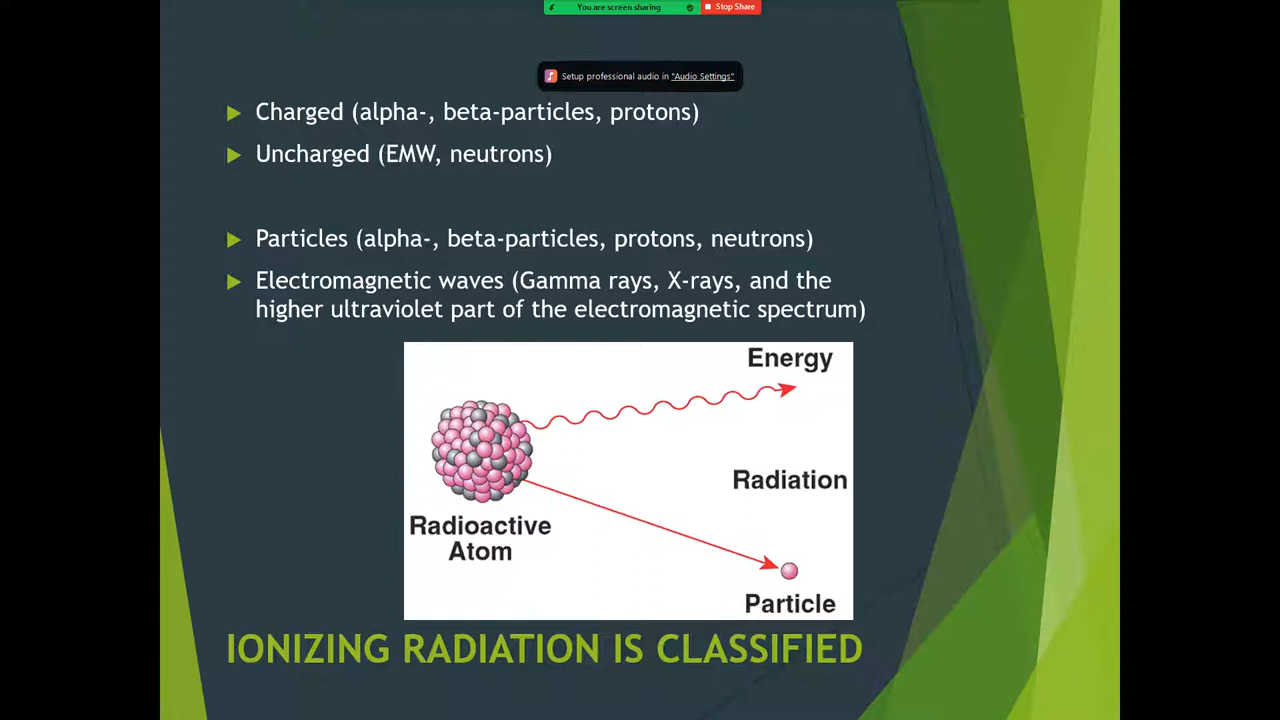 You are screen sharing
Stop Share
Setup professional audio in "Audio Settings"
Charged (alpha-, beta-particles, protons)
Uncharged (EMW, neutrons)
Particles (alpha-, beta-particles, protons, neutrons)
Electromagnetic waves (Gamma rays, X-rays, and the
higher ultraviolet part of the electromagnetic spectrum)
Energy
Radiation
Radioactive
Atom
Particle
IONIZING RADIATION IS CLASSIFIED